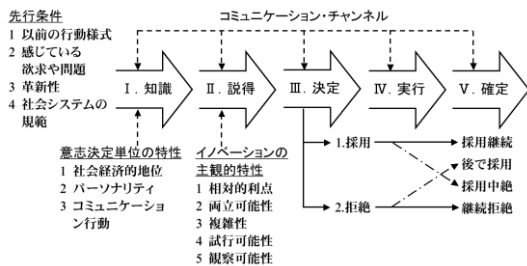 先行条件
1 以前の行動様式
2 感じている
欲求や問題
3 革新性
4 社会システムの
規範
コミュニケーション・チャンネル
Ⅰ. 知識
Ⅱ. 説得
Ⅲ. 決定
Ⅳ. 実行
Ⅴ. 確定
意志決定単位の特性
1 社会経済的地位
2 パーソナリティ
3 コミュニケーショ
ン行動
イノベーションの
主観的特性
1 相対的利点
2 両立可能性
3 複雑性
4 試行可能性
5 観察可能性
1.採用
2.拒絶
採用継続
後で採用
採用中絶
継続拒絶